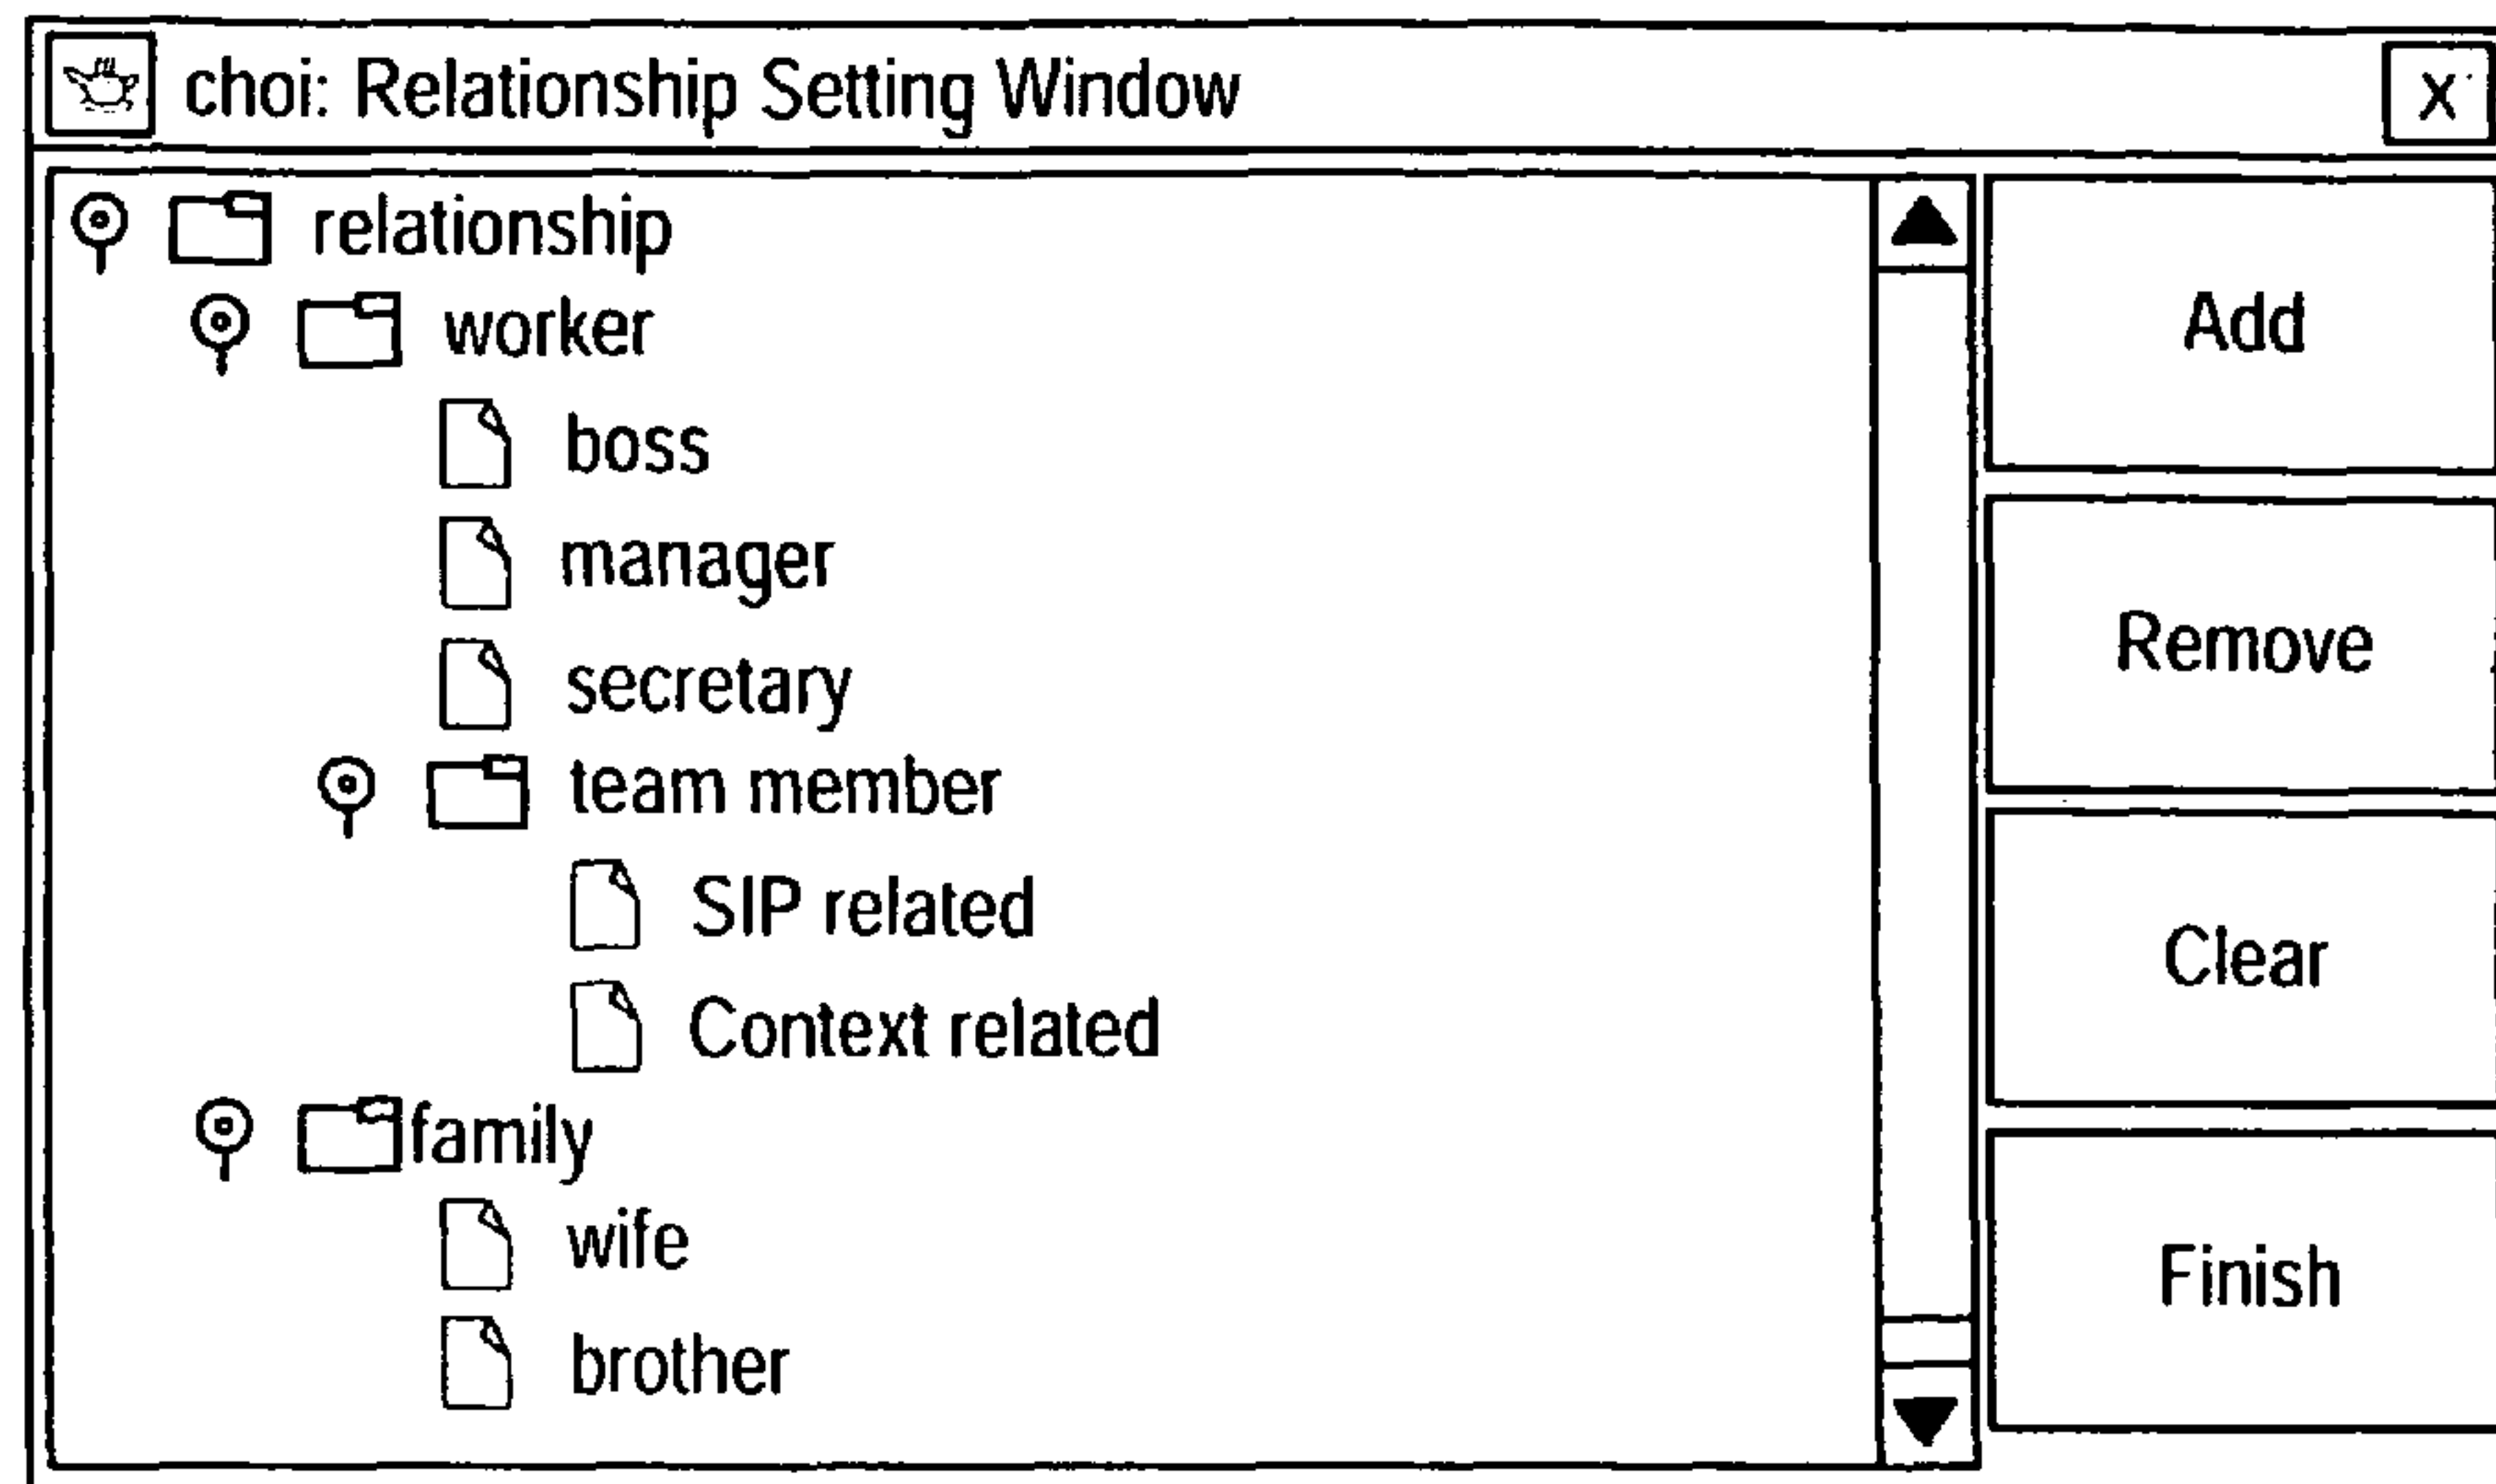 choi: Relationship Setting Window
X
relationship
worker
boss
manager
secretary
team member
SIP related
Context related
family
wife
brother
Add
Remove
Clear
Finish